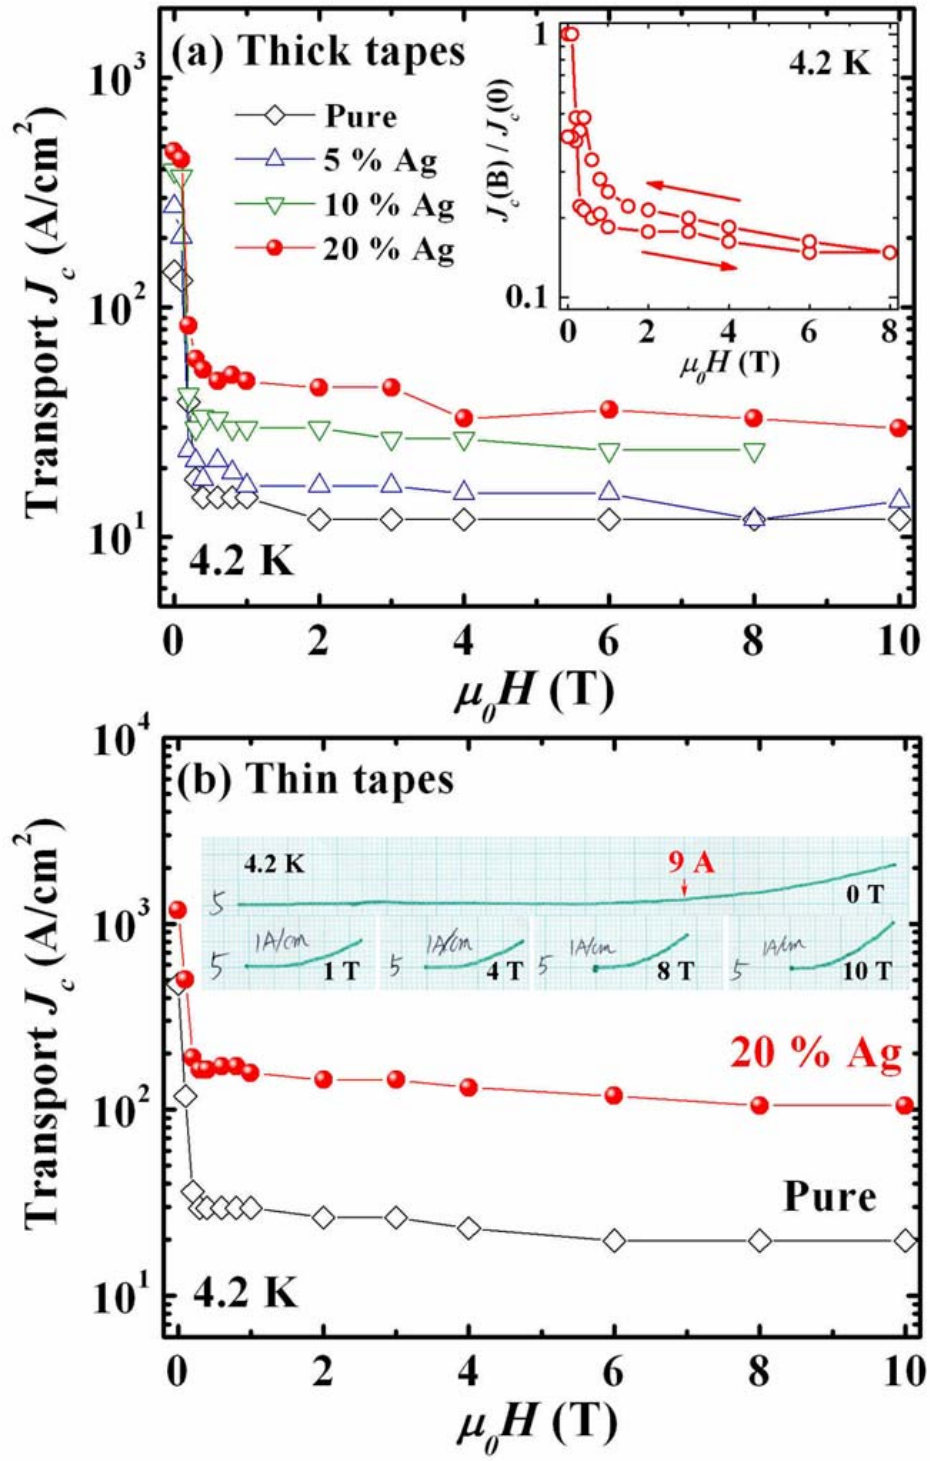 (a) Thick tapes
Pure
5 % Ag
10 % Ag
20 % Ag
4.2 K
Transport J_c (A/cm²)
10³
10²
10¹
0 2 4 6 8 10
μ₀H (T)
4.2 K
J_c(B) / J_c(0)
1
0.1
0 2 4 6 8
μ₀H (T)
(b) Thin tapes
4.2 K
9 A
0 T
5
5 1A/cm 1 T
5 1A/cm 4 T
5 1A/cm 8 T
5 1A/cm 10 T
20 % Ag
Pure
4.2 K
Transport J_c (A/cm²)
10⁴
10³
10²
10¹
0 2 4 6 8 10
μ₀H (T)